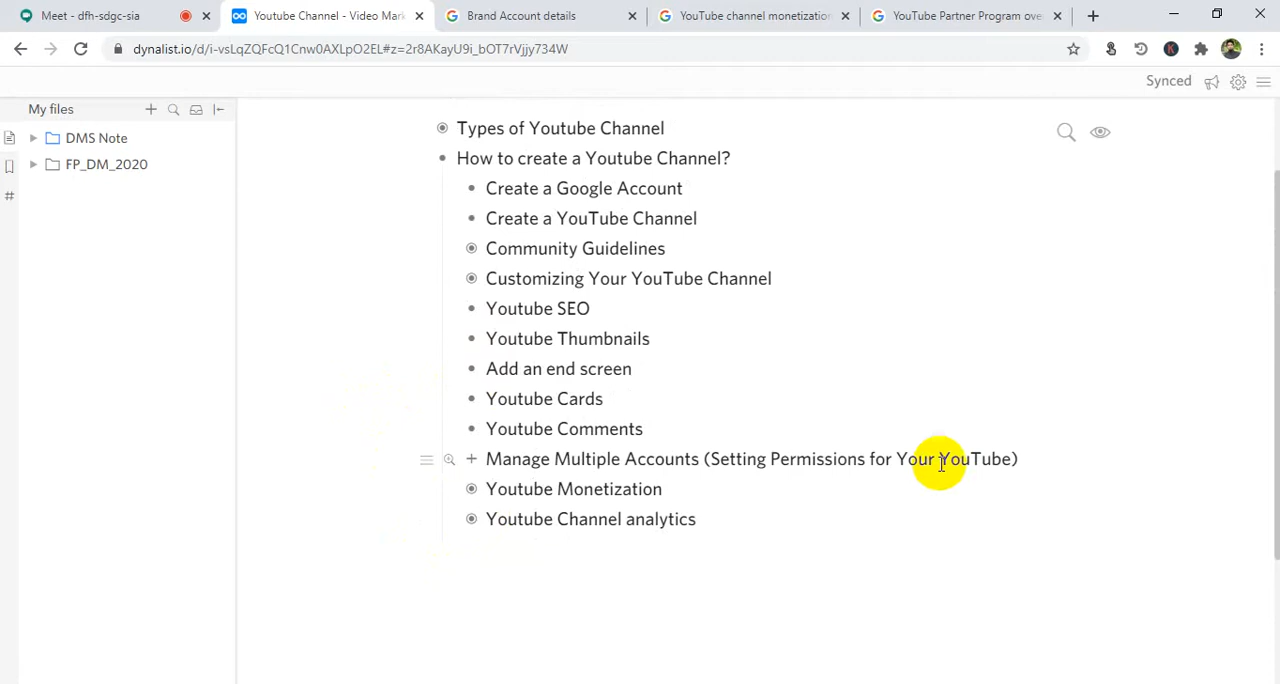 Meet - dfh-sdgc-sia
Youtube Channel - Video Mark
Brand Account details
YouTube channel monetization
YouTube Partner Program ove
dynalist.io/d/i-vsLqZQFcQ1Cnw0AXLpO2EL#z=2r8AKayU9i_bOT7rVjjy734W
Synced
My files
DMS Note
FP_DM_2020
Types of Youtube Channel
How to create a Youtube Channel?
Create a Google Account
Create a YouTube Channel
Community Guidelines
Customizing Your YouTube Channel
Youtube SEO
Youtube Thumbnails
Add an end screen
Youtube Cards
Youtube Comments
Manage Multiple Accounts (Setting Permissions for Your YouTube)
Youtube Monetization
Youtube Channel analytics